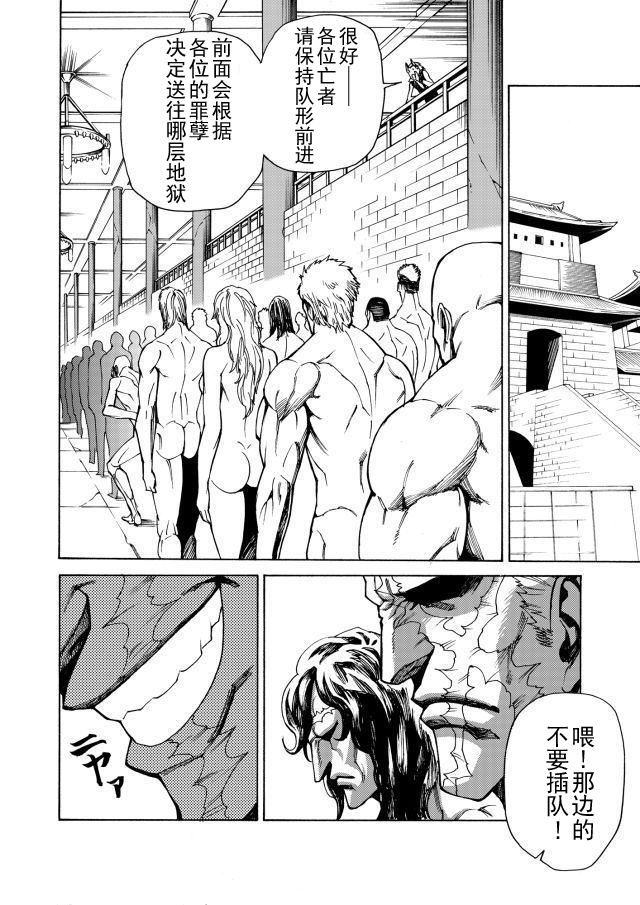 很好——
各位亡者
请保持队形前进
前面会根据
各位的罪孽
决定送往哪层地狱
喂！那边的
不要插队！
ニヤァ